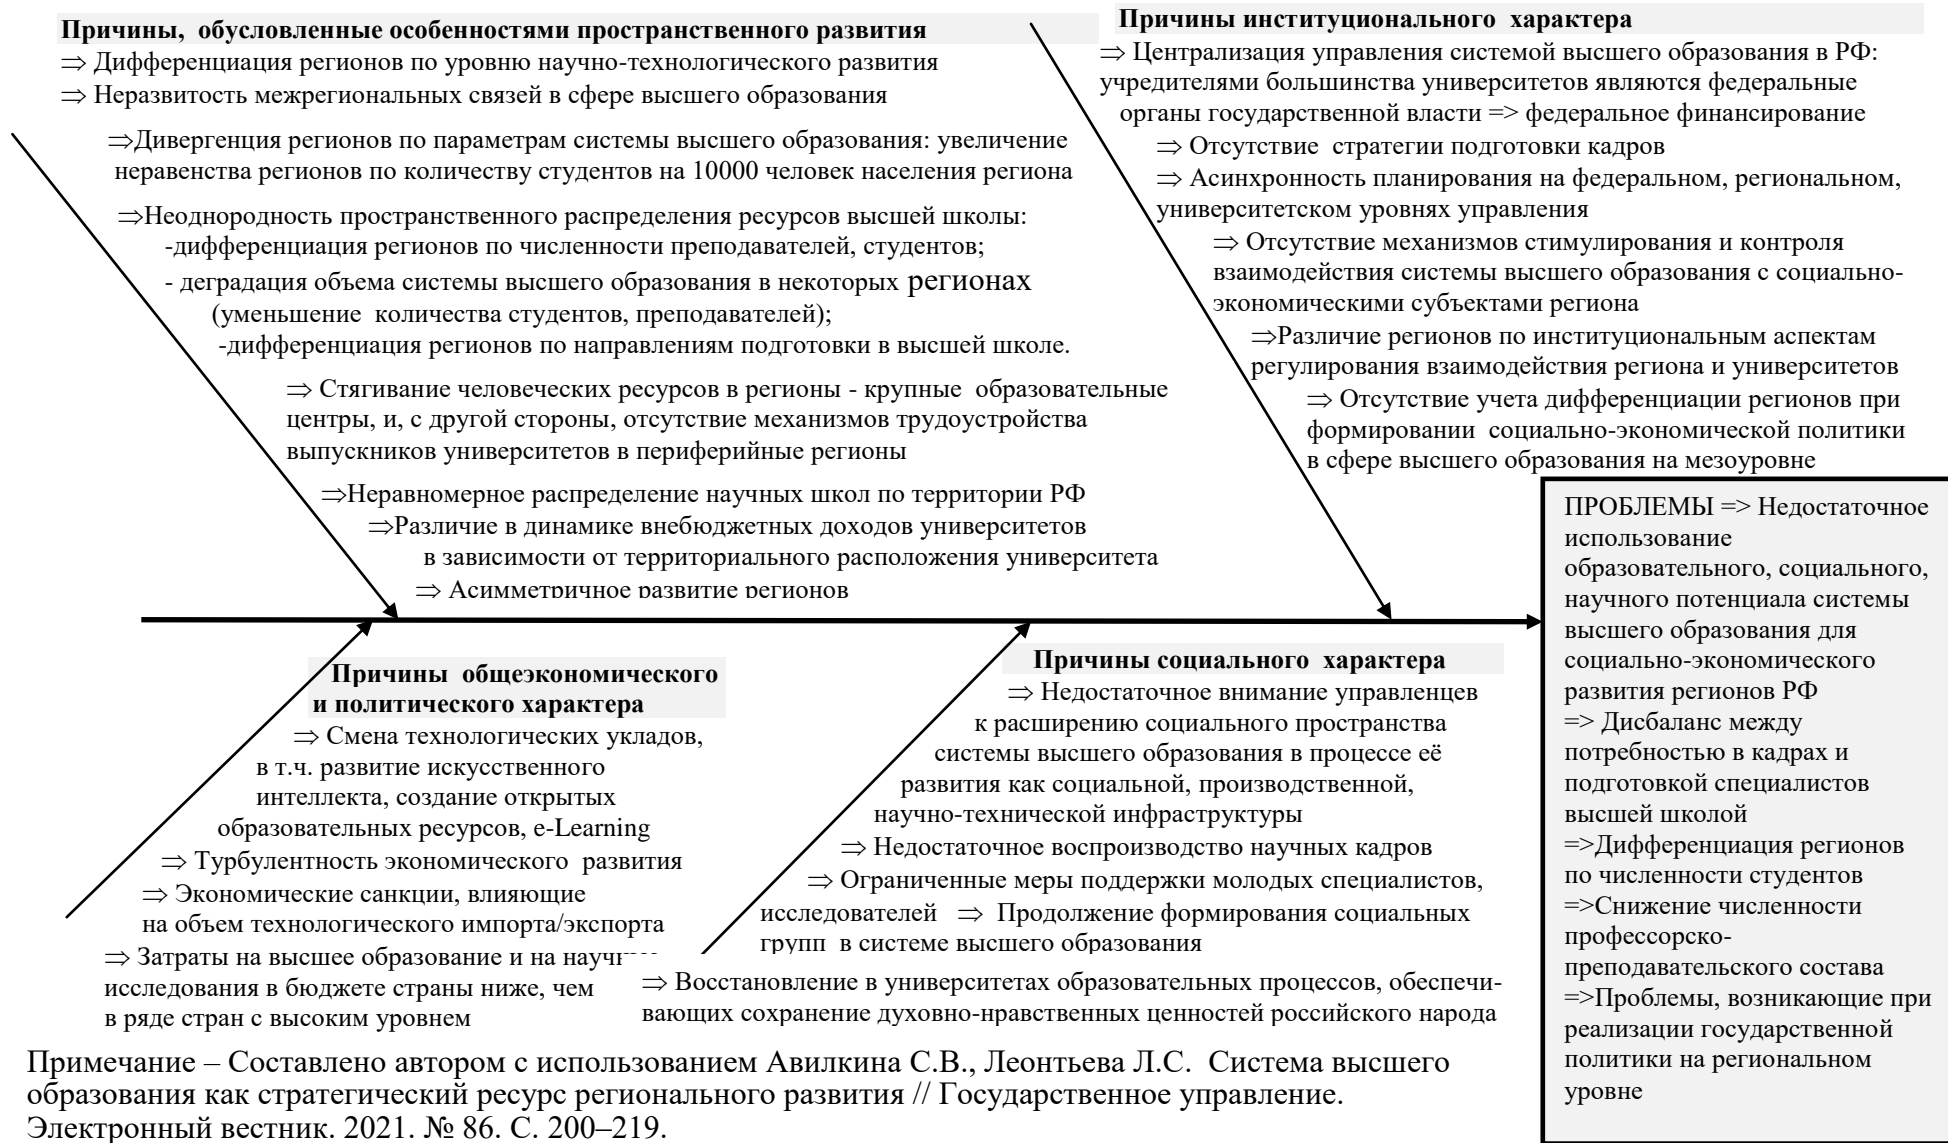 Причины, обусловленные особенностями пространственного развития
⇒ Дифференциация регионов по уровню научно-технологического развития
⇒ Неразвитость межрегиональных связей в сфере высшего образования
⇒Дивергенция регионов по параметрам системы высшего образования: увеличение
неравенства регионов по количеству студентов на 10000 человек населения региона
⇒Неоднородность пространственного распределения ресурсов высшей школы:
-дифференциация регионов по численности преподавателей, студентов;
- деградация объема системы высшего образования в некоторых регионах
(уменьшение количества студентов, преподавателей);
-дифференциация регионов по направлениям подготовки в высшей школе.
⇒ Стягивание человеческих ресурсов в регионы - крупные образовательные
центры, и, с другой стороны, отсутствие механизмов трудоустройства
выпускников университетов в периферийные регионы
⇒Неравномерное распределение научных школ по территории РФ
⇒Различие в динамике внебюджетных доходов университетов
в зависимости от территориального расположения университета
⇒ Асимметричное развитие регионов
Причины институционального характера
⇒ Централизация управления системой высшего образования в РФ:
учредителями большинства университетов являются федеральные
органы государственной власти => федеральное финансирование
⇒ Отсутствие стратегии подготовки кадров
⇒ Асинхронность планирования на федеральном, региональном,
университетском уровнях управления
⇒ Отсутствие механизмов стимулирования и контроля
взаимодействия системы высшего образования с социально-
экономическими субъектами региона
⇒Различие регионов по институциональным аспектам
регулирования взаимодействия региона и университетов
⇒ Отсутствие учета дифференциации регионов при
формировании социально-экономической политики
в сфере высшего образования на мезоуровне
Причины общеэкономического
и политического характера
⇒ Смена технологических укладов,
в т.ч. развитие искусственного
интеллекта, создание открытых
образовательных ресурсов, e-Learning
⇒ Турбулентность экономического развития
⇒ Экономические санкции, влияющие
на объем технологического импорта/экспорта
⇒ Затраты на высшее образование и на
исследования в бюджете страны ниже, чем
в ряде стран с высоким уровнем
Причины социального характера
⇒ Недостаточное внимание управленцев
к расширению социального пространства
системы высшего образования в процессе её
развития как социальной, производственной,
научно-технической инфраструктуры
⇒ Недостаточное воспроизводство научных кадров
⇒ Ограниченные меры поддержки молодых специалистов,
исследователей ⇒ Продолжение формирования социальных
групп в системе высшего образования
⇒ Восстановление в университетах образовательных процессов, обеспечи-
вающих сохранение духовно-нравственных ценностей российского народа
ПРОБЛЕМЫ => Недостаточное
использование
образовательного, социального,
научного потенциала системы
высшего образования для
социально-экономического
развития регионов РФ
=> Дисбаланс между
потребностью в кадрах и
подготовкой специалистов
высшей школой
=>Дифференциация регионов
по численности студентов
=>Снижение численности
профессорско-
преподавательского состава
=>Проблемы, возникающие при
реализации государственной
политики на региональном
уровне
Примечание – Составлено автором с использованием Авилкина С.В., Леонтьева Л.С. Система высшего
образования как стратегический ресурс регионального развития // Государственное управление.
Электронный вестник. 2021. № 86. С. 200–219.